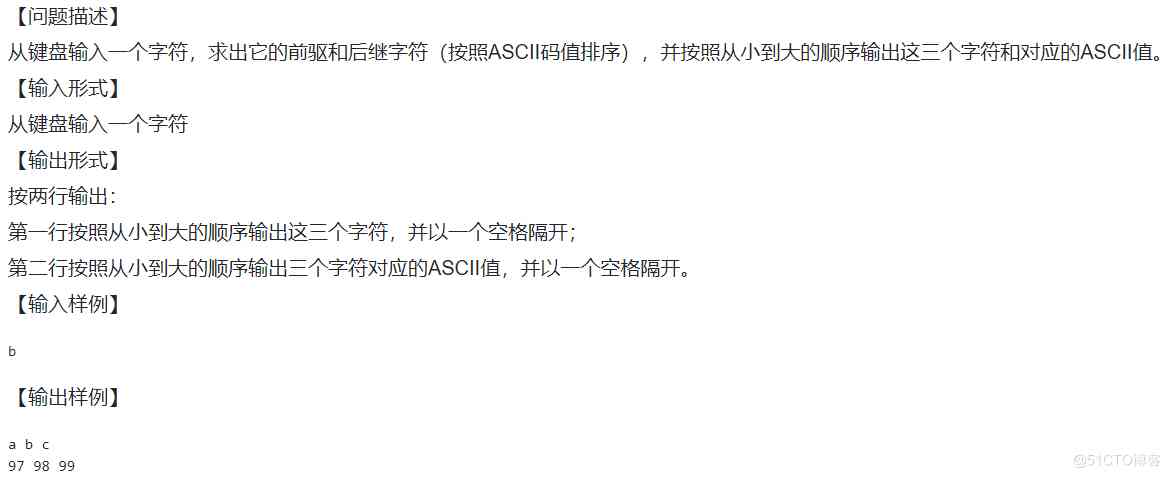 【问题描述】
从键盘输入一个字符，求出它的前驱和后继字符（按照ASCII码值排序），并按照从小到大的顺序输出这三个字符和对应的ASCII值。
【输入形式】
从键盘输入一个字符
【输出形式】
按两行输出：
第一行按照从小到大的顺序输出这三个字符，并以一个空格隔开；
第二行按照从小到大的顺序输出三个字符对应的ASCII值，并以一个空格隔开。
【输入样例】
b
【输出样例】
a b c
97 98 99
@51CTO博客